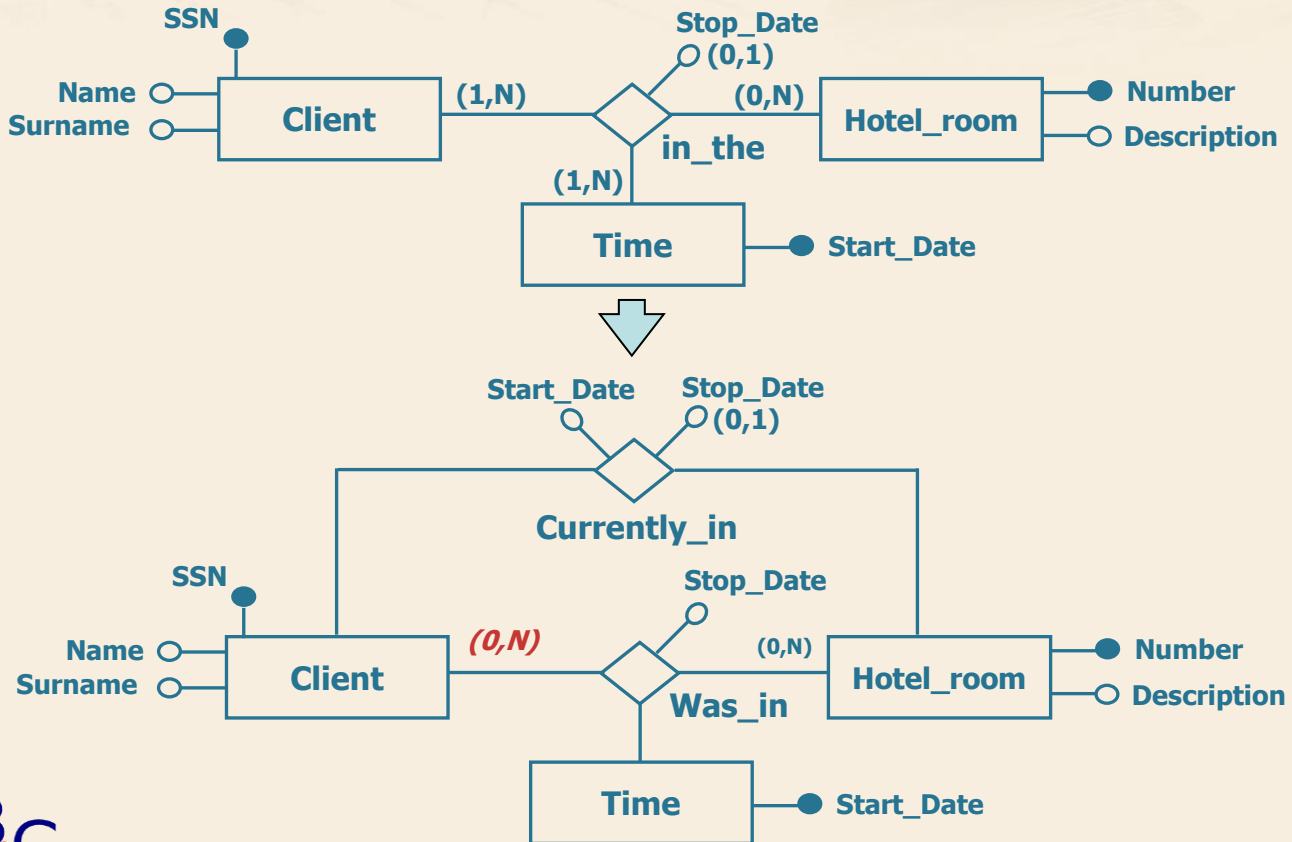 SSN
Stop_Date
(0,1)
Name
Surname
Client
(1,N)
(0,N)
Hotel_room
Number
Description
in_the
(1,N)
Time
Start_Date
Start_Date
Stop_Date
(0,1)
Currently_in
SSN
Stop_Date
Name
Surname
Client
(0,N)
(0,N)
Hotel_room
Number
Description
Was_in
Time
Start_Date